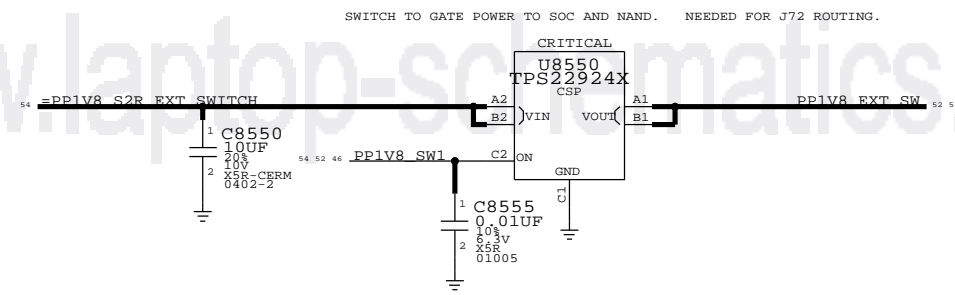 SWITCH TO GATE POWER TO SOC AND NAND. NEEDED FOR J72 ROUTING.
CRITICAL
U8550
TPS22924X
CSP
54 =PP1V8_S2R_EXT_SWITCH
A2
B2
VIN
VOUT
A1
B1
PP1V8_EXT_SW 52 5
1
C8550
10UF
20%
10V
X5R-CERM
0402-2
2
54 52 46 PP1V8_SW1
C2
ON
GND
C1
1
C8555
0.01UF
10%
6.3V
X5R
01005
2
w.laptop-schematics.